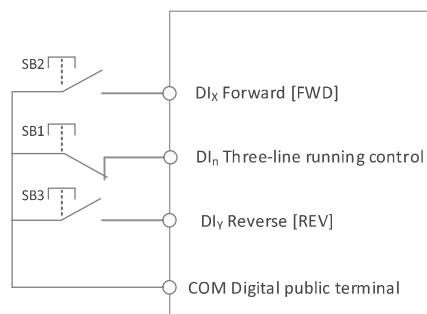 SB2
DIX Forward [FWD]
SB1
DIn Three-line running control
SB3
DIY Reverse [REV]
COM Digital public terminal